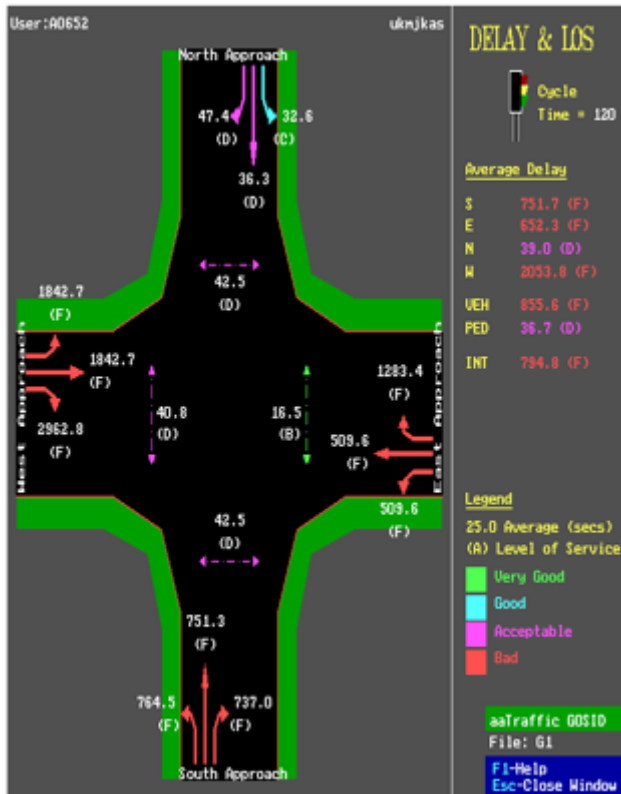 User:A0652
ukmjkas
DELAY & LOS
Cycle
Time = 120
Average Delay
S 751.7 (F)
E 652.3 (F)
N 39.0 (D)
W 2053.8 (F)
VEH 855.6 (F)
PED 36.7 (D)
INT 794.8 (F)
North Approach
47.4
(D)
32.6
(C)
36.3
(D)
42.5
(D)
1842.7
(F)
West Approach
1842.7
(F)
2962.8
(F)
40.8
(D)
16.5
(B)
1283.4
(F)
509.6
(F)
East Approach
509.6
(F)
42.5
(D)
751.3
(F)
764.5
(F)
737.0
(F)
South Approach
Legend
25.0 Average (secs)
(A) Level of Service
Very Good
Good
Acceptable
Bad
aaTraffic GOSID
File: G1
F1-Help
Esc-Close Window